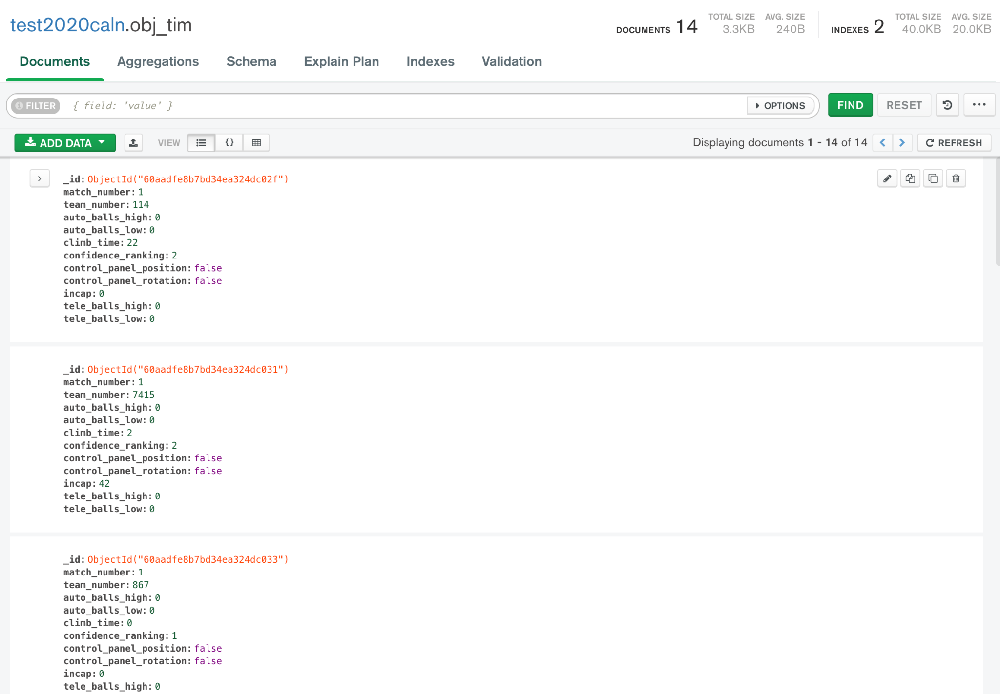 test2020caln.obj_tim
DOCUMENTS 14 TOTAL SIZE 3.3KB AVG. SIZE 240B INDEXES 2 TOTAL SIZE 40.0KB AVG. SIZE 20.0KB
Documents Aggregations Schema Explain Plan Indexes Validation
FILTER { field: 'value' } OPTIONS FIND RESET ...
ADD DATA VIEW {} Displaying documents 1 - 14 of 14 < > REFRESH
_id: ObjectId("60aadfe8b7bd34ea324dc02f")
match_number: 1
team_number: 114
auto_balls_high: 0
auto_balls_low: 0
climb_time: 22
confidence_ranking: 2
control_panel_position: false
control_panel_rotation: false
incap: 0
tele_balls_high: 0
tele_balls_low: 0
_id: ObjectId("60aadfe8b7bd34ea324dc031")
match_number: 1
team_number: 7415
auto_balls_high: 0
auto_balls_low: 0
climb_time: 2
confidence_ranking: 2
control_panel_position: false
control_panel_rotation: false
incap: 42
tele_balls_high: 0
tele_balls_low: 0
_id: ObjectId("60aadfe8b7bd34ea324dc033")
match_number: 1
team_number: 867
auto_balls_high: 0
auto_balls_low: 0
climb_time: 0
confidence_ranking: 1
control_panel_position: false
control_panel_rotation: false
incap: 0
tele_balls_high: 0